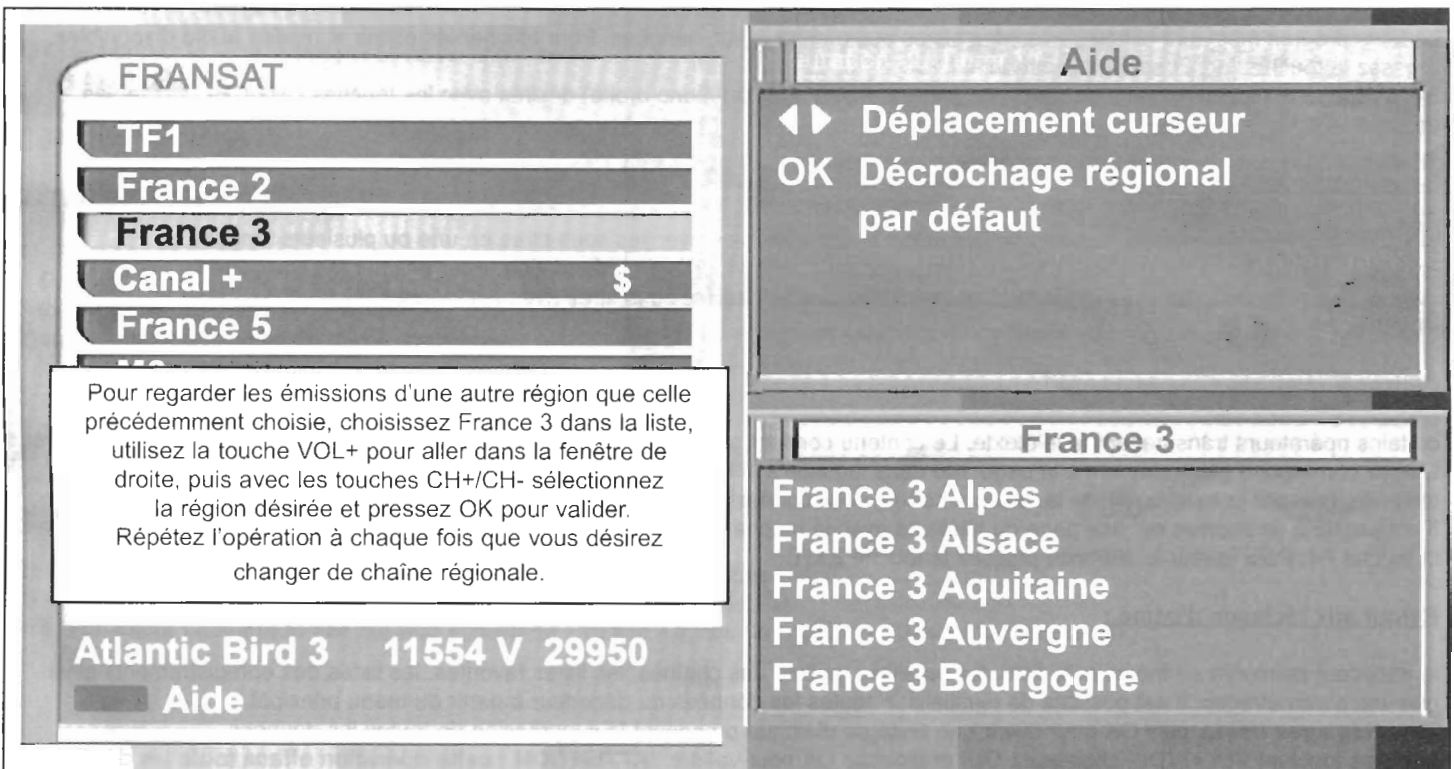 FRANSAT
TF1
France 2
France 3
Canal + $
France 5
Pour regarder les émissions d'une autre région que celle
précédemment choisie, choisissez France 3 dans la liste,
utilisez la touche VOL+ pour aller dans la fenêtre de
droite, puis avec les touches CH+/CH- sélectionnez
la région désirée et pressez OK pour valider.
Répétez l'opération à chaque fois que vous désirez
changer de chaîne régionale.
Atlantic Bird 3 11554 V 29950
Aide
Aide
Déplacement curseur
OK Décrochage régional
par défaut
France 3
France 3 Alpes
France 3 Alsace
France 3 Aquitaine
France 3 Auvergne
France 3 Bourgogne